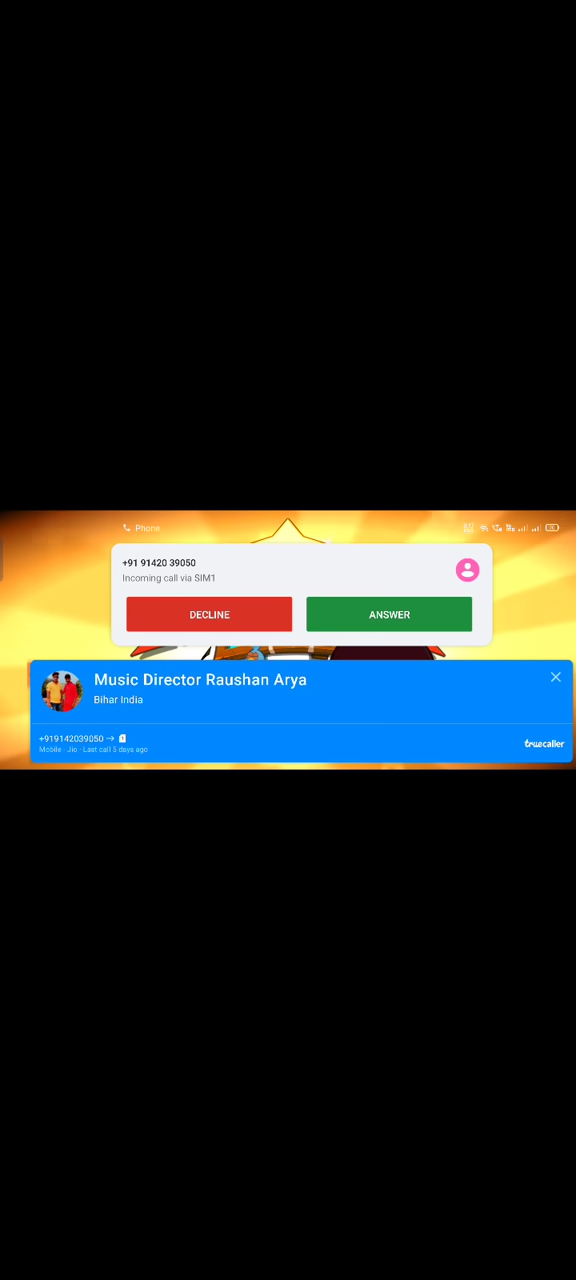 Phone
+91 91420 39050
Incoming call via SIM1
DECLINE
ANSWER
Music Director Raushan Arya
Bihar India
+919142039050 →
Mobile · Jio · Last call 5 days ago
truecaller